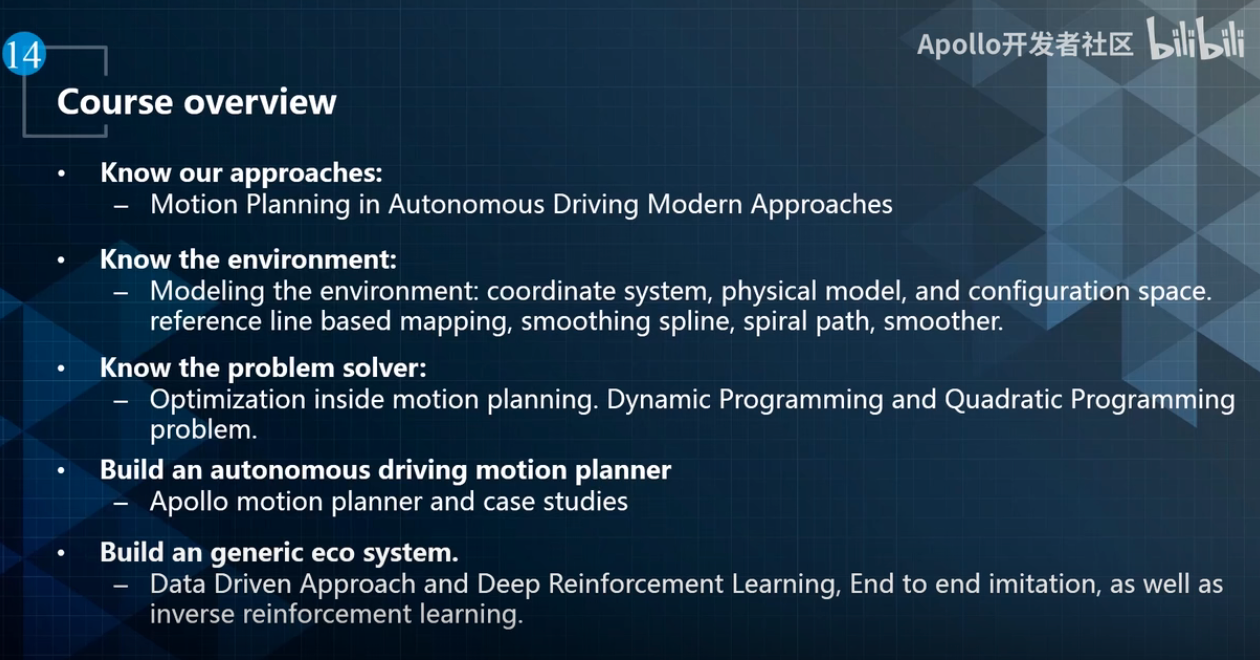 14
Apollo开发者社区 bilibili
Course overview
• Know our approaches:
– Motion Planning in Autonomous Driving Modern Approaches
• Know the environment:
– Modeling the environment: coordinate system, physical model, and configuration space.
reference line based mapping, smoothing spline, spiral path, smoother.
• Know the problem solver:
– Optimization inside motion planning. Dynamic Programming and Quadratic Programming
problem.
• Build an autonomous driving motion planner
– Apollo motion planner and case studies
• Build an generic eco system.
– Data Driven Approach and Deep Reinforcement Learning, End to end imitation, as well as
inverse reinforcement learning.